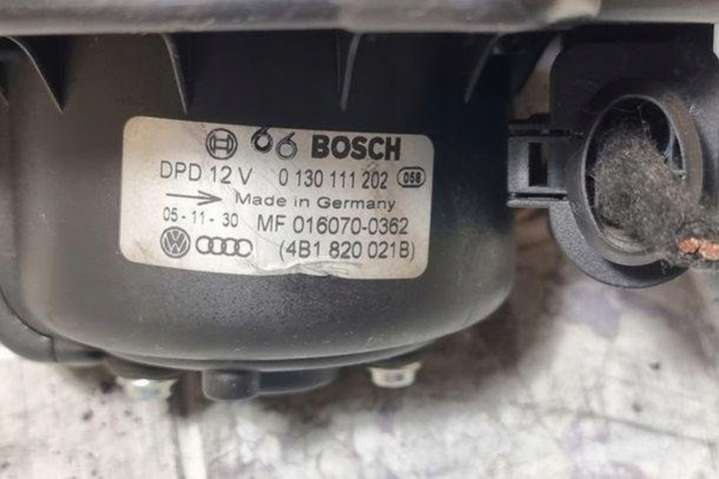 66 BOSCH
DPD 12 V 0 130 111 202 058
Made in Germany
05-11-30 MF 016070-0362
(4B1 820 021B)